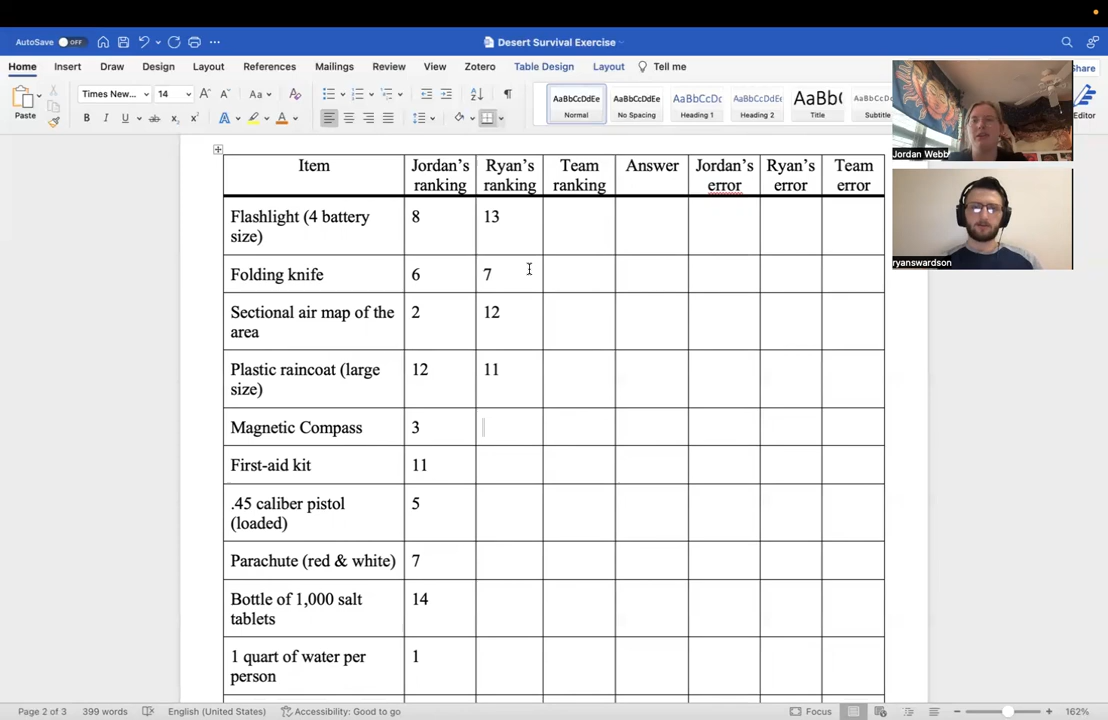 AutoSave OFF
Desert Survival Exercise
Home Insert Draw Design Layout References Mailings Review View Zotero Table Design Layout Tell me
Share
Paste
Times New... 14
Aa
B I U ab x₂ x²
AaBbCcDdEe
Normal
AaBbCcDdEe
No Spacing
AaBbCcDc
Heading 1
AaBbCcDdEe
Heading 2
AaBbC
Title
AaBbCcDdE
Subtitle
Editor
Jordan Webb
ryanswardson
Item Jordan’s ranking Ryan’s ranking Team ranking Answer Jordan’s error Ryan’s error Team error
Flashlight (4 battery size) 8 13
Folding knife 6 7
Sectional air map of the area 2 12
Plastic raincoat (large size) 12 11
Magnetic Compass 3
First-aid kit 11
.45 caliber pistol (loaded) 5
Parachute (red & white) 7
Bottle of 1,000 salt tablets 14
1 quart of water per person 1
Page 2 of 3 399 words English (United States) Accessibility: Good to go Focus 162%